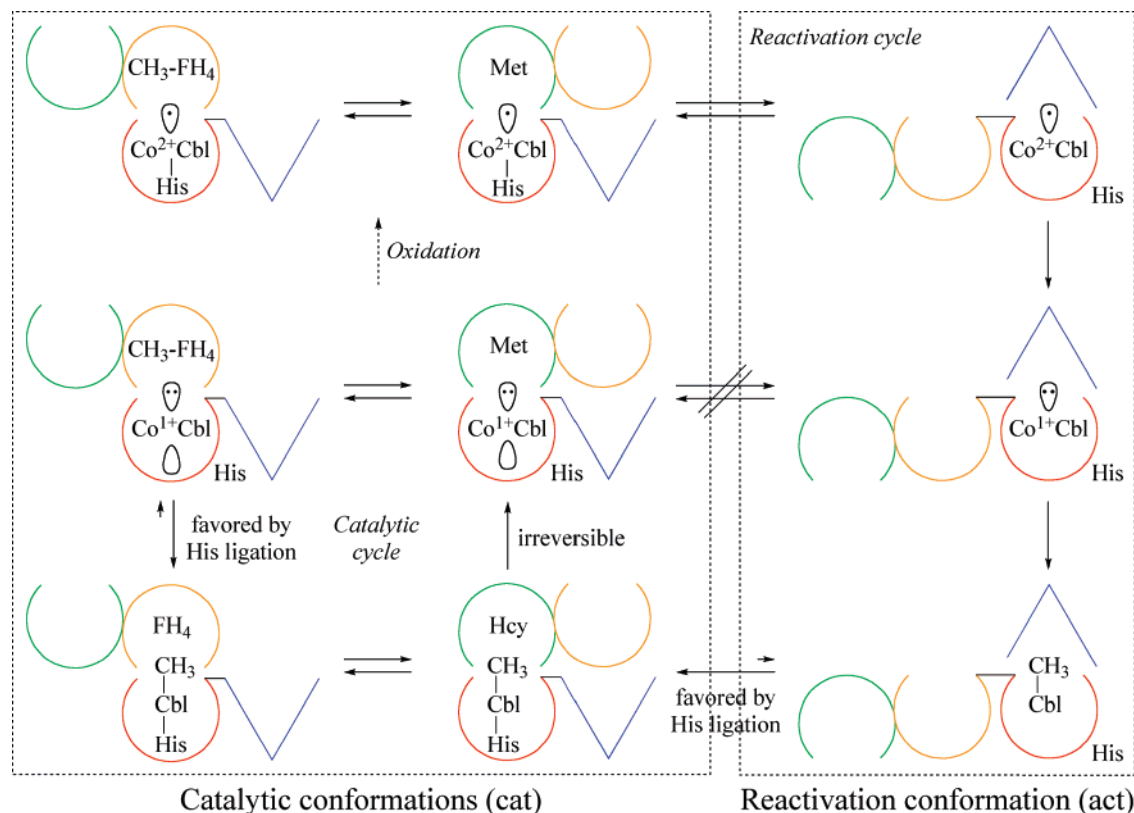 Reactivation cycle
CH₃-FH₄
Met
Co²⁺Cbl
His
Co²⁺Cbl
His
Co²⁺Cbl
His
Oxidation
CH₃-FH₄
Met
Co¹⁺Cbl
His
Co¹⁺Cbl
His
Co¹⁺Cbl
His
favored by
His ligation
Catalytic
cycle
irreversible
FH₄
CH₃
Cbl
His
Hcy
CH₃
Cbl
His
favored by
His ligation
CH₃
Cbl
His
Catalytic conformations (cat)
Reactivation conformation (act)